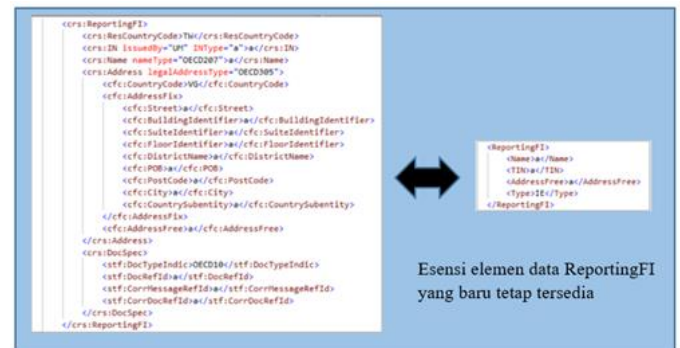 <crs:ReportingFI>
<crs:ResCountryCode>TW</crs:ResCountryCode>
<crs:IN issuedBy="UM" INType="a">a</crs:IN>
<crs:Name nameType="OECD207">a</crs:Name>
<crs:Address legalAddressType="OECD305">
<cfc:CountryCode>VG</cfc:CountryCode>
<cfc:AddressFix>
<cfc:Street>a</cfc:Street>
<cfc:BuildingIdentifier>a</cfc:BuildingIdentifier>
<cfc:SuiteIdentifier>a</cfc:SuiteIdentifier>
<cfc:FloorIdentifier>a</cfc:FloorIdentifier>
<cfc:DistrictName>a</cfc:DistrictName>
<cfc:POB>a</cfc:POB>
<cfc:PostCode>a</cfc:PostCode>
<cfc:City>a</cfc:City>
<cfc:CountrySubentity>a</cfc:CountrySubentity>
</cfc:AddressFix>
<cfc:AddressFree>a</cfc:AddressFree>
</crs:Address>
<crs:DocSpec>
<stf:DocTypeIndic>OECD10</stf:DocTypeIndic>
<stf:DocRefId>a</stf:DocRefId>
<stf:CorrMessageRefId>a</stf:CorrMessageRefId>
<stf:CorrDocRefId>a</stf:CorrDocRefId>
</crs:DocSpec>
</crs:ReportingFI>
<ReportingFI>
<Name>a</Name>
<TIN>a</TIN>
<AddressFree>a</AddressFree>
<Type>IE</Type>
</ReportingFI>
Esensi elemen data ReportingFI
yang baru tetap tersedia